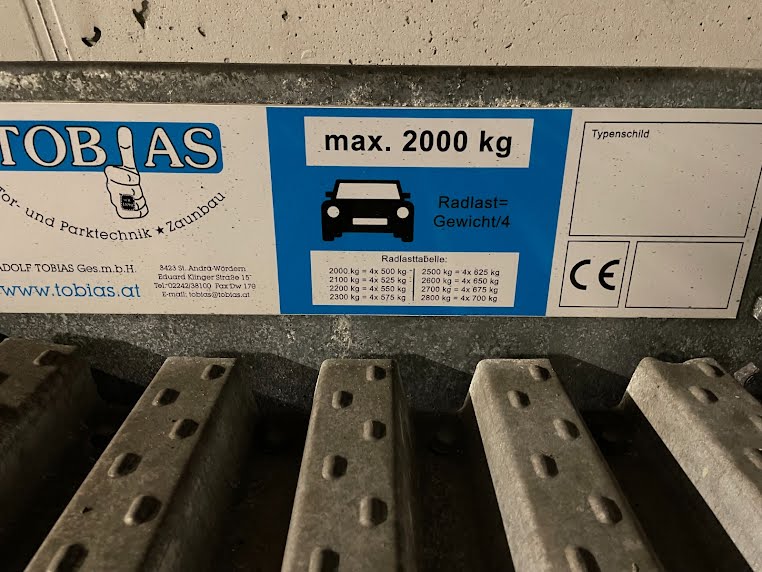 TOBIAS
Tor- und Parktechnik ★ Zaunbau
ADOLF TOBIAS Ges.m.b.H.
www.tobias.at
3423 St. Andrä-Wördern
Eduard Klinger Straße 15
Tel.:02242/38100 Fax Dw 178
E-mail: tobias@tobias.at
max. 2000 kg
Radlast=
Gewicht/4
Radlasttabelle:
2000 kg = 4x 500 kg
2100 kg = 4x 525 kg
2200 kg = 4x 550 kg
2300 kg = 4x 575 kg
2500 kg = 4x 625 kg
2600 kg = 4x 650 kg
2700 kg = 4x 675 kg
2800 kg = 4x 700 kg
Typenschild
CE